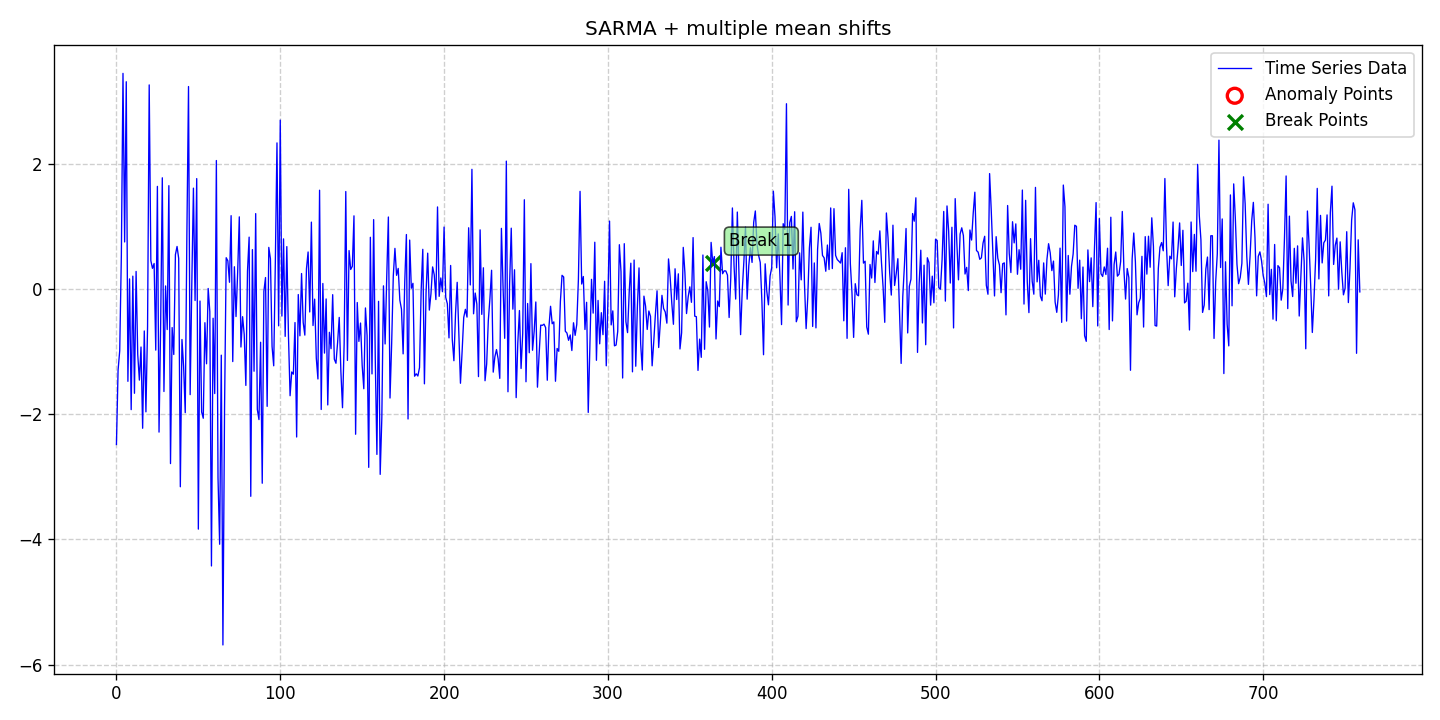 SARMA + multiple mean shifts
Time Series Data
Anomaly Points
Break Points
Break 1
2
0
−2
−4
−6
0 100 200 300 400 500 600 700